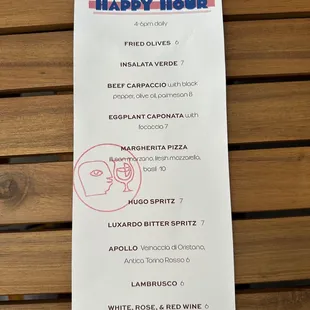 HAPPY HOUR
4-6pm daily
FRIED OLIVES 6
INSALATA VERDE 7
BEEF CARPACCIO with black
pepper, olive oil, parmesan 8
EGGPLANT CAPONATA with
focaccia 7
MARGHERITA PIZZA
marzano, fresh mozzarella,
basil 10
HUGO SPRITZ 7
LUXARDO BITTER SPRITZ 7
APOLLO Vernaccia di Oristano,
Antica Torino Rosso 6
LAMBRUSCO 6
WHITE, ROSE, & RED WINE 6